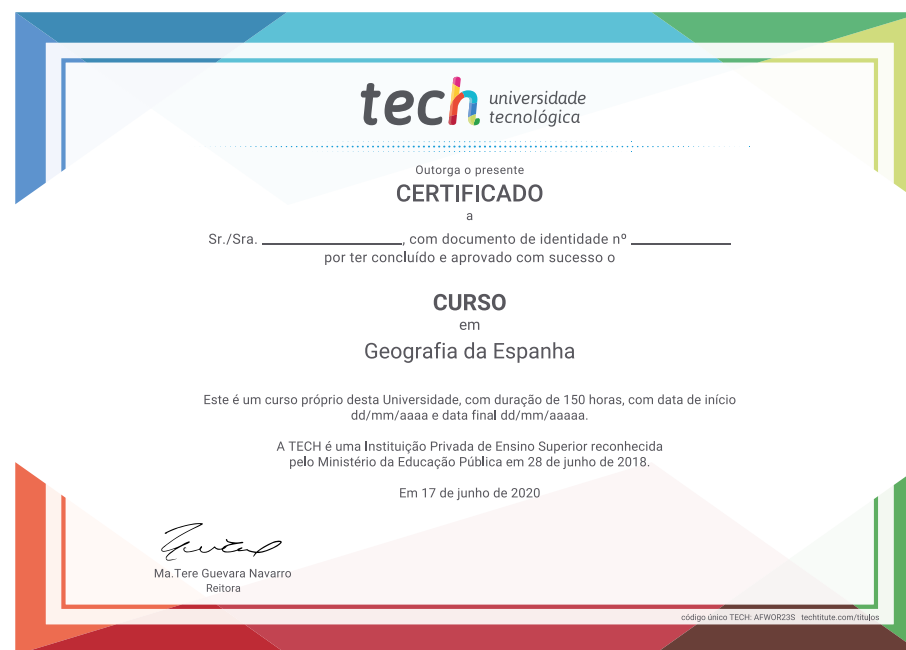 tech universidade
tecnológica
Outorga o presente
CERTIFICADO
a
Sr./Sra. ________________, com documento de identidade nº ____________
por ter concluído e aprovado com sucesso o
CURSO
em
Geografia da Espanha
Este é um curso próprio desta Universidade, com duração de 150 horas, com data de início
dd/mm/aaaa e data final dd/mm/aaaaa.
A TECH é uma Instituição Privada de Ensino Superior reconhecida
pelo Ministério da Educação Pública em 28 de junho de 2018.
Em 17 de junho de 2020
Ma.Tere Guevara Navarro
Reitora
código único TECH: AFWOR23S techtitute.com/titulos